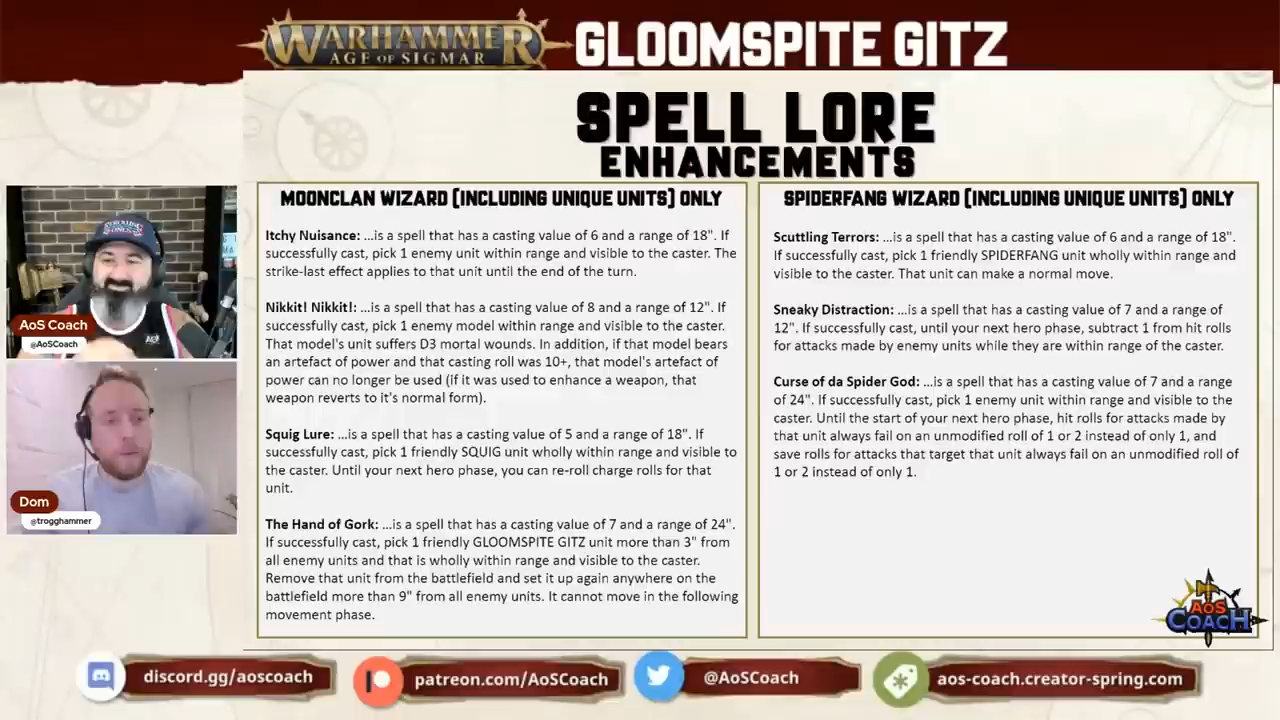 WARHAMMER
AGE OF SIGMAR
GLOOMSPITE GITZ
SPELL LORE
ENHANCEMENTS
MOONCLAN WIZARD (INCLUDING UNIQUE UNITS) ONLY
Itchy Nuisance: ...is a spell that has a casting value of 6 and a range of 18". If
successfully cast, pick 1 enemy unit within range and visible to the caster. The
strike-last effect applies to that unit until the end of the turn.
Nikkit! Nikkit!: ...is a spell that has a casting value of 8 and a range of 12". If
successfully cast, pick 1 enemy model within range and visible to the caster.
That model's unit suffers D3 mortal wounds. In addition, if that model bears
an artefact of power and that casting roll was 10+, that model's artefact of
power can no longer be used (if it was used to enhance a weapon, that
weapon reverts to it's normal form).
Squig Lure: ...is a spell that has a casting value of 5 and a range of 18". If
successfully cast, pick 1 friendly SQUIG unit wholly within range and visible to
the caster. Until your next hero phase, you can re-roll charge rolls for that
unit.
The Hand of Gork: ...is a spell that has a casting value of 7 and a range of 24".
If successfully cast, pick 1 friendly GLOOMSPITE GITZ unit more than 3" from
all enemy units and that is wholly within range and visible to the caster.
Remove that unit from the battlefield and set it up again anywhere on the
battlefield more than 9" from all enemy units. It cannot move in the following
movement phase.
SPIDERFANG WIZARD (INCLUDING UNIQUE UNITS) ONLY
Scuttling Terrors: ...is a spell that has a casting value of 6 and a range of 18".
If successfully cast, pick 1 friendly SPIDERFANG unit wholly within range and
visible to the caster. That unit can make a normal move.
Sneaky Distraction: ...is a spell that has a casting value of 7 and a range of
12". If successfully cast, until your next hero phase, subtract 1 from hit rolls
for attacks made by enemy units while they are within range of the caster.
Curse of da Spider God: ...is a spell that has a casting value of 7 and a range
of 24". If successfully cast, pick 1 enemy unit within range and visible to the
caster. Until the start of your next hero phase, hit rolls for attacks made by
that unit always fail on an unmodified roll of 1 or 2 instead of only 1, and
save rolls for attacks that target that unit always fail on an unmodified roll of
1 or 2 instead of only 1.
AoS Coach
@AoSCoach
Dom
@trogghammer
AoS
COACH
discord.gg/aoscoach
patreon.com/AoSCoach
@AoSCoach
aos-coach.creator-spring.com